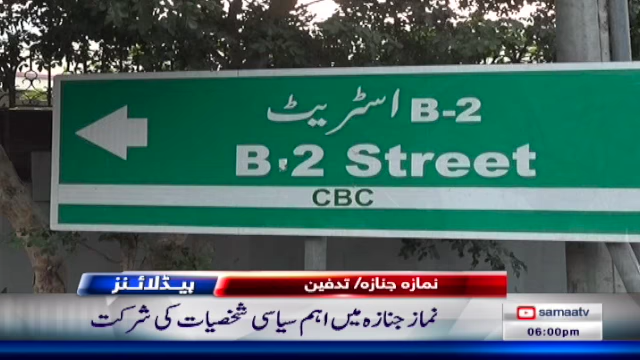 B-2 اسٹریٹ
B-2 Street
CBC
نمازہ جنازہ/ تدفین
ہیڈلائنز
نماز جنازہ میں اہم سیاسی شخصیات کی شرکت
samaatv
06:00pm